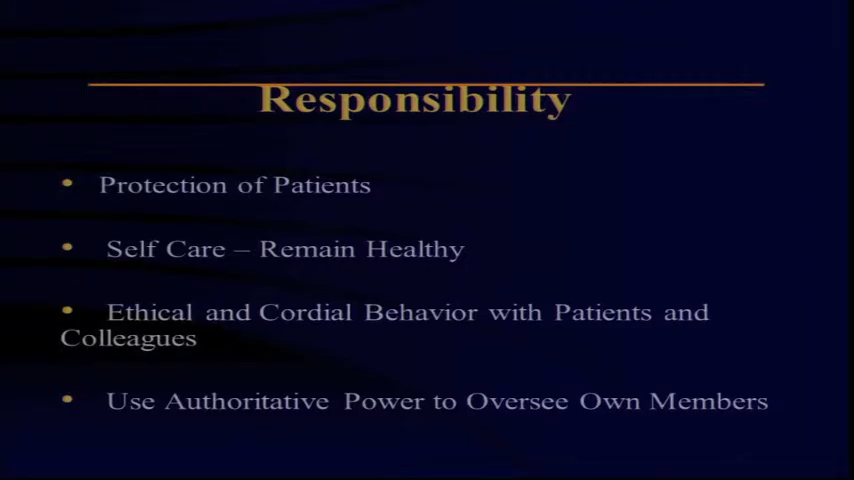 Responsibility
• Protection of Patients
• Self Care – Remain Healthy
• Ethical and Cordial Behavior with Patients and
Colleagues
• Use Authoritative Power to Oversee Own Members